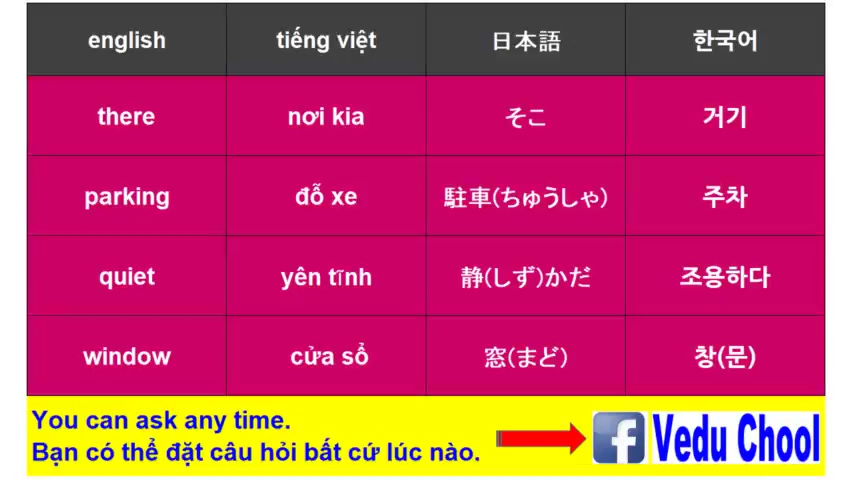 english tiếng việt 日本語 한국어
there nơi kia そこ 거기
parking đỗ xe 駐車(ちゅうしゃ) 주차
quiet yên tĩnh 静(しず)かだ 조용하다
window cửa sổ 窓(まど) 창(문)
You can ask any time.
Bạn có thể đặt câu hỏi bất cứ lúc nào.
f Vedu Chool